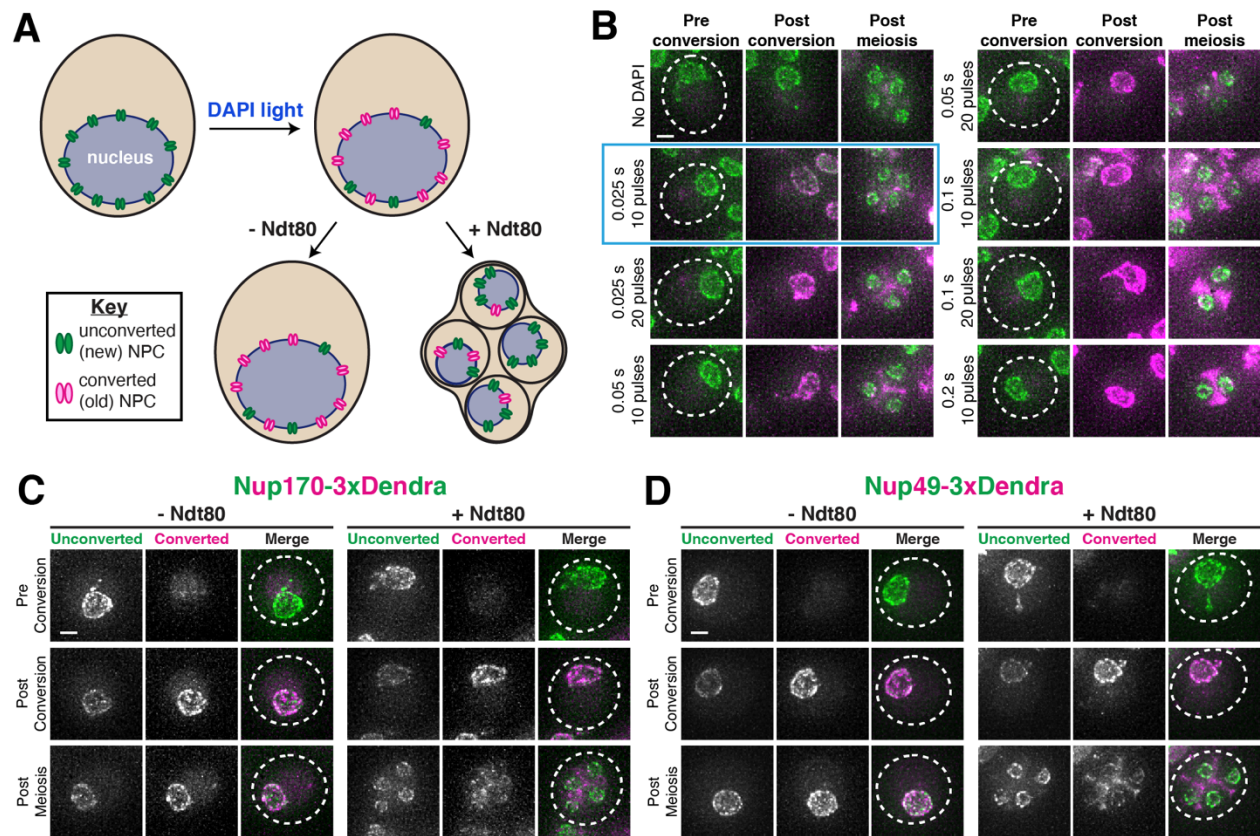 A
DAPI light
nucleus
- Ndt80
+ Ndt80
Key
unconverted
(new) NPC
converted
(old) NPC
B
Pre
conversion
Post
conversion
Post
meiosis
Pre
conversion
Post
conversion
Post
meiosis
No DAPI
0.025 s
10 pulses
0.025 s
20 pulses
0.05 s
10 pulses
0.05 s
20 pulses
0.1 s
10 pulses
0.1 s
20 pulses
0.2 s
10 pulses
C
Nup170-3xDendra
- Ndt80
+ Ndt80
Unconverted Converted Merge
Unconverted Converted Merge
Pre
Conversion
Post
Conversion
Post
Meiosis
D
Nup49-3xDendra
- Ndt80
+ Ndt80
Unconverted Converted Merge
Unconverted Converted Merge
Pre
Conversion
Post
Conversion
Post
Meiosis